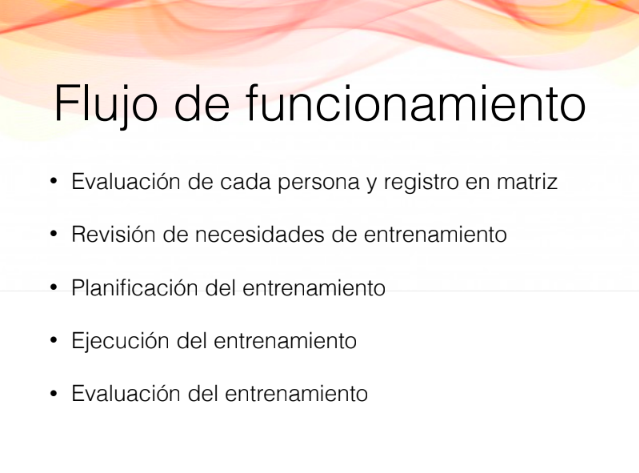 Flujo de funcionamiento
• Evaluación de cada persona y registro en matriz
• Revisión de necesidades de entrenamiento
• Planificación del entrenamiento
• Ejecución del entrenamiento
• Evaluación del entrenamiento